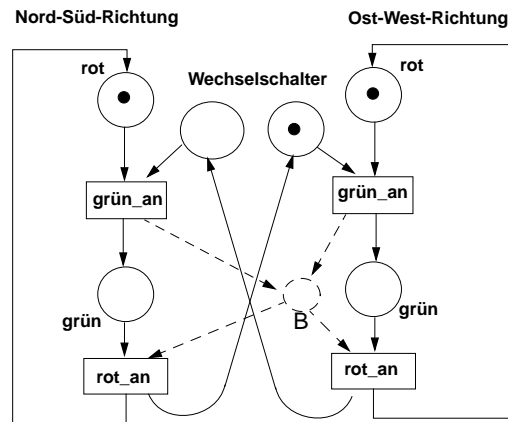 Nord-Süd-Richtung
Ost-West-Richtung
rot
Wechselschalter
rot
grün_an
grün_an
grün
B
grün
rot_an
rot_an